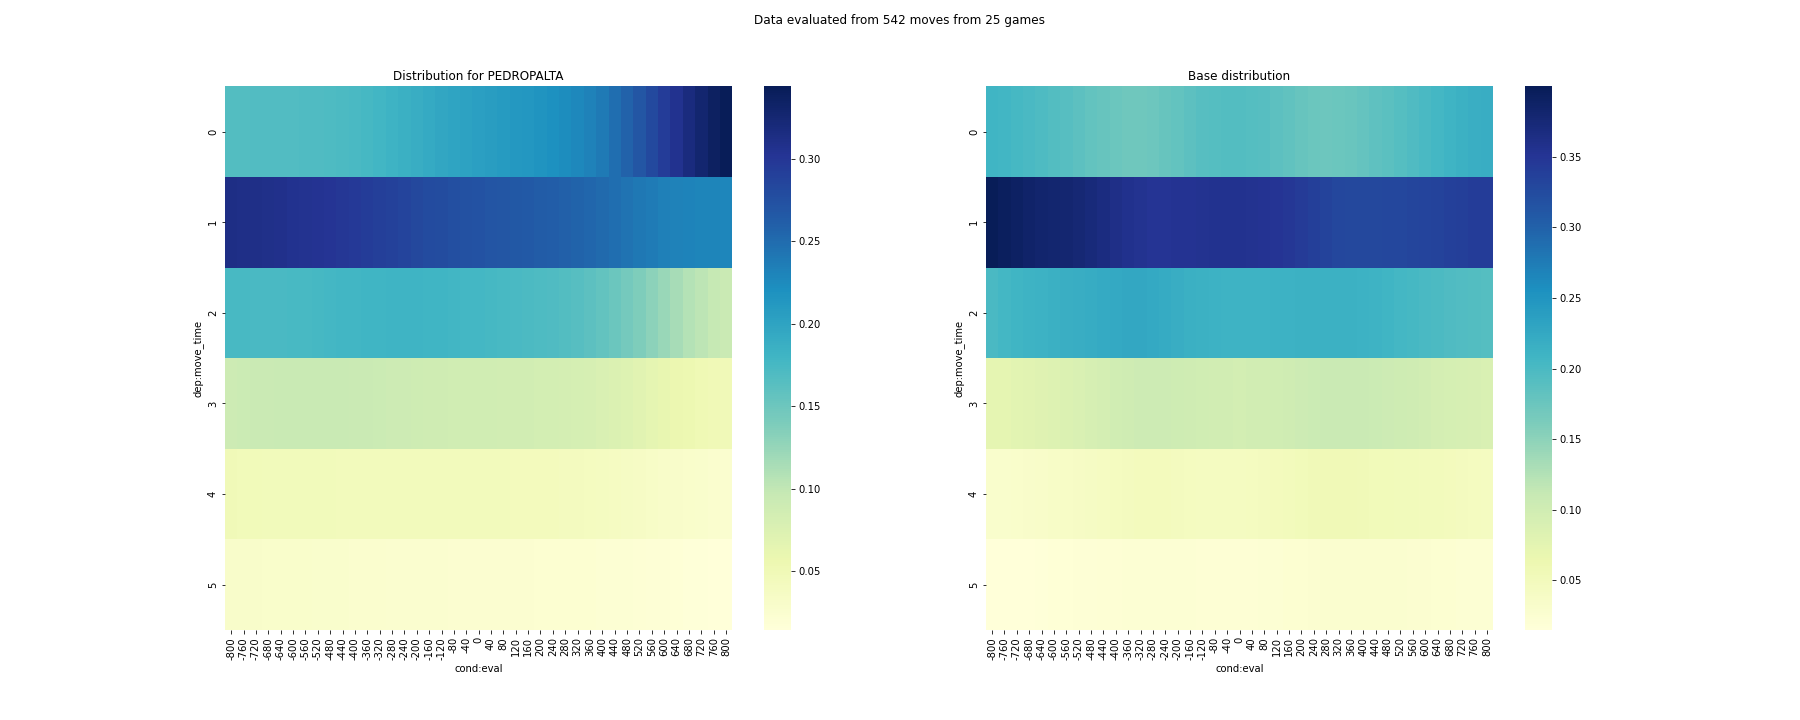 Data evaluated from 542 moves from 25 games
Distribution for PEDROPALTA
dep:move_time
0
1
2
3
4
5
-800 -760 -720 -680 -640 -600 -560 -520 -480 -440 -400 -360 -320 -280 -240 -200 -160 -120 -80 -40 0 40 80 120 160 200 240 280 320 360 400 440 480 520 560 600 640 680 720 760 800
cond:eval
0.30
0.25
0.20
0.15
0.10
0.05
Base distribution
dep:move_time
0
1
2
3
4
5
-800 -760 -720 -680 -640 -600 -560 -520 -480 -440 -400 -360 -320 -280 -240 -200 -160 -120 -80 -40 0 40 80 120 160 200 240 280 320 360 400 440 480 520 560 600 640 680 720 760 800
cond:eval
0.35
0.30
0.25
0.20
0.15
0.10
0.05